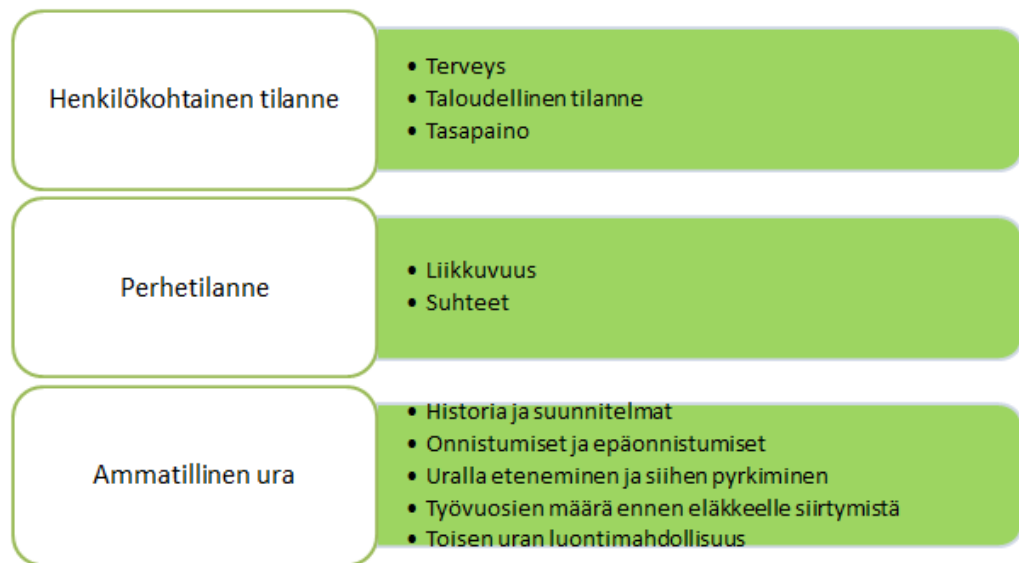 Henkilökohtainen tilanne
• Terveys
• Taloudellinen tilanne
• Tasapaino
Perhetilanne
• Liikkuvuus
• Suhteet
Ammatillinen ura
• Historia ja suunnitelmat
• Onnistumiset ja epäonnistumiset
• Uralla eteneminen ja siihen pyrkiminen
• Työvuosien määrä ennen eläkkeelle siirtymistä
• Toisen uran luontimahdollisuus